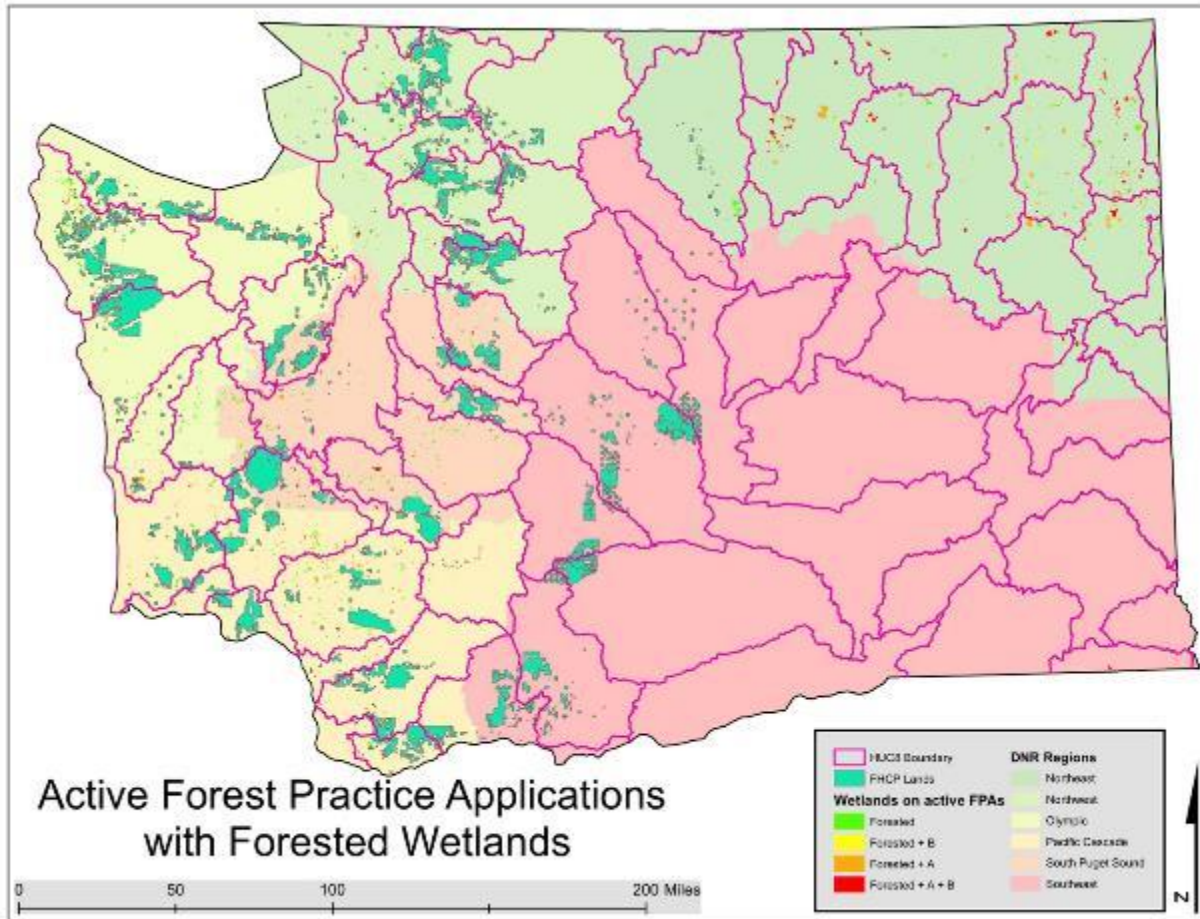 Active Forest Practice Applications
with Forested Wetlands
0 50 100 200 Miles
HUC8 Boundary
FHCP Lands
Wetlands on active FPAs
Forested
Forested + B
Forested + A
Forested + A + B
DNR Regions
Northeast
Northwest
Olympic
Pacific Cascade
South Puget Sound
Southeast
N